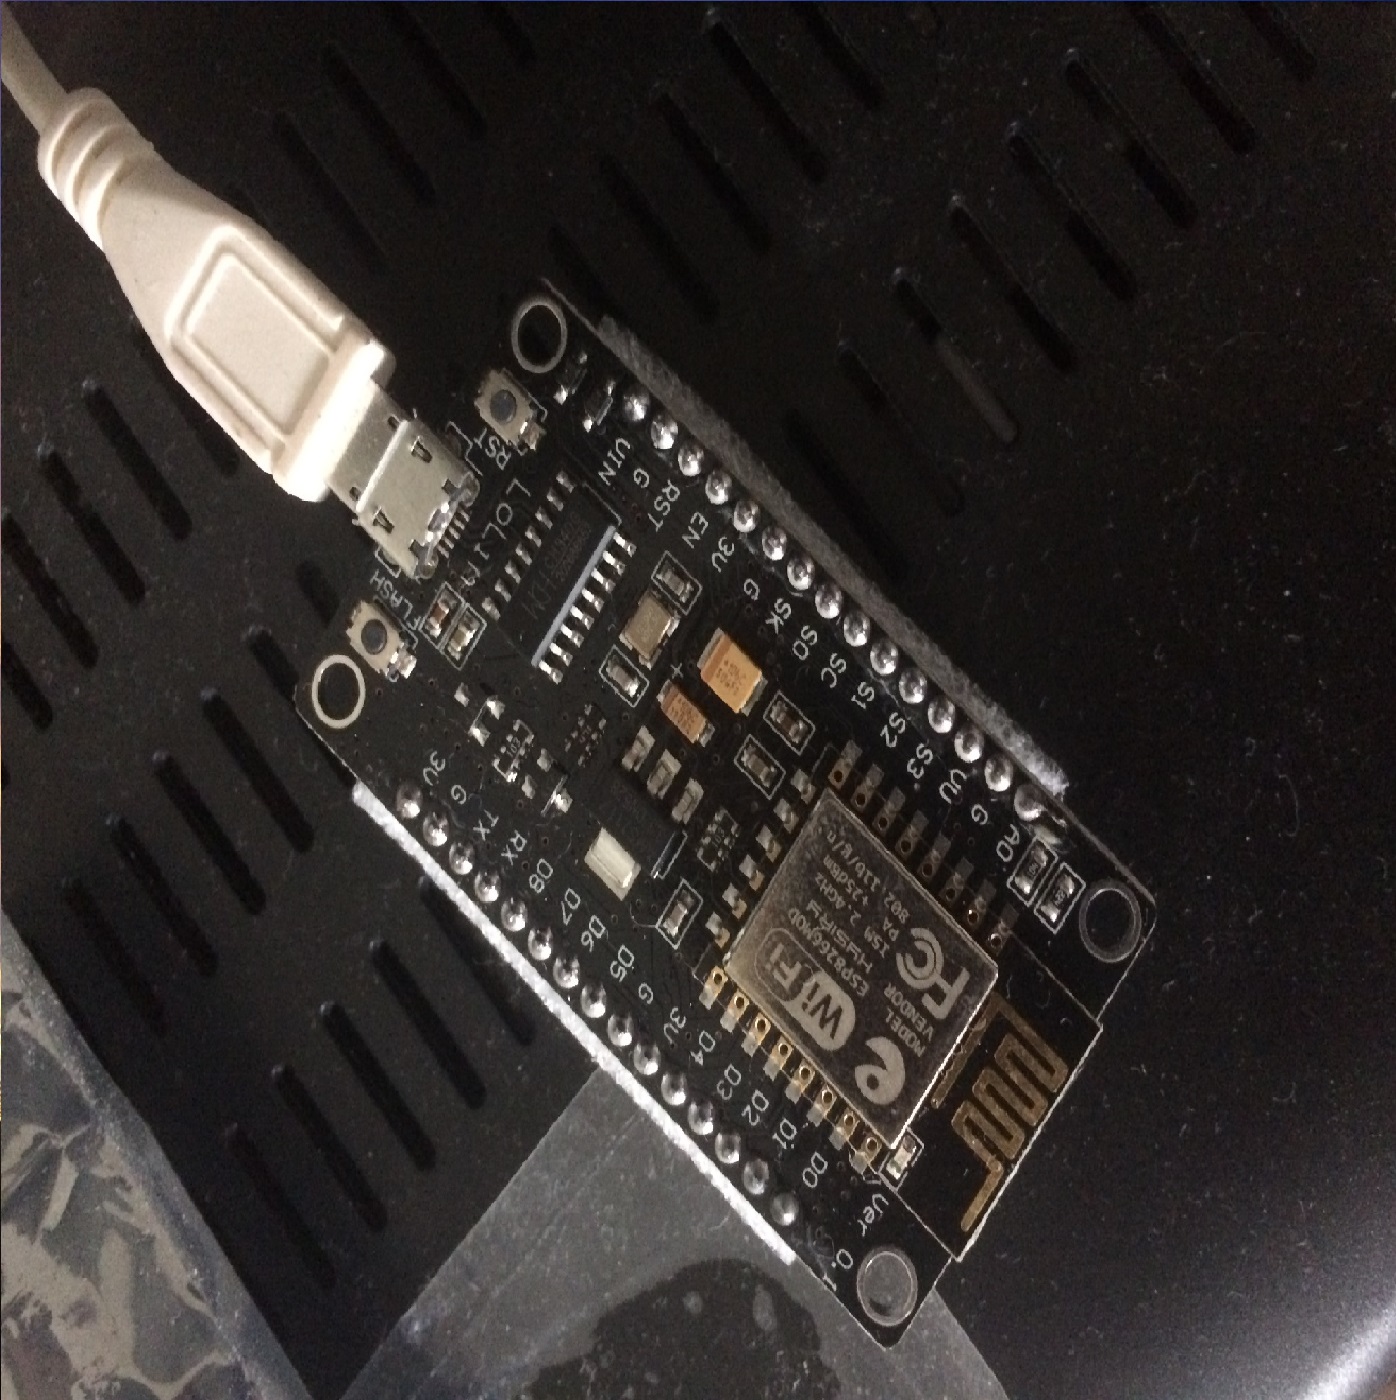 RST
LOLIN
FLASH
VIN
G
RST
EN
3V
G
SK
SO
SC
S1
S2
S3
VU
G
AO
3V
G
TX
RX
D8
D7
D6
D5
G
3V
D4
D3
D2
D1
D0
Ver 0.1
MODEL
VENDOR
ESP8266MOD
WiFi
FC
ISM 2.4GHz
PA +25dBm
802.11b/g/n